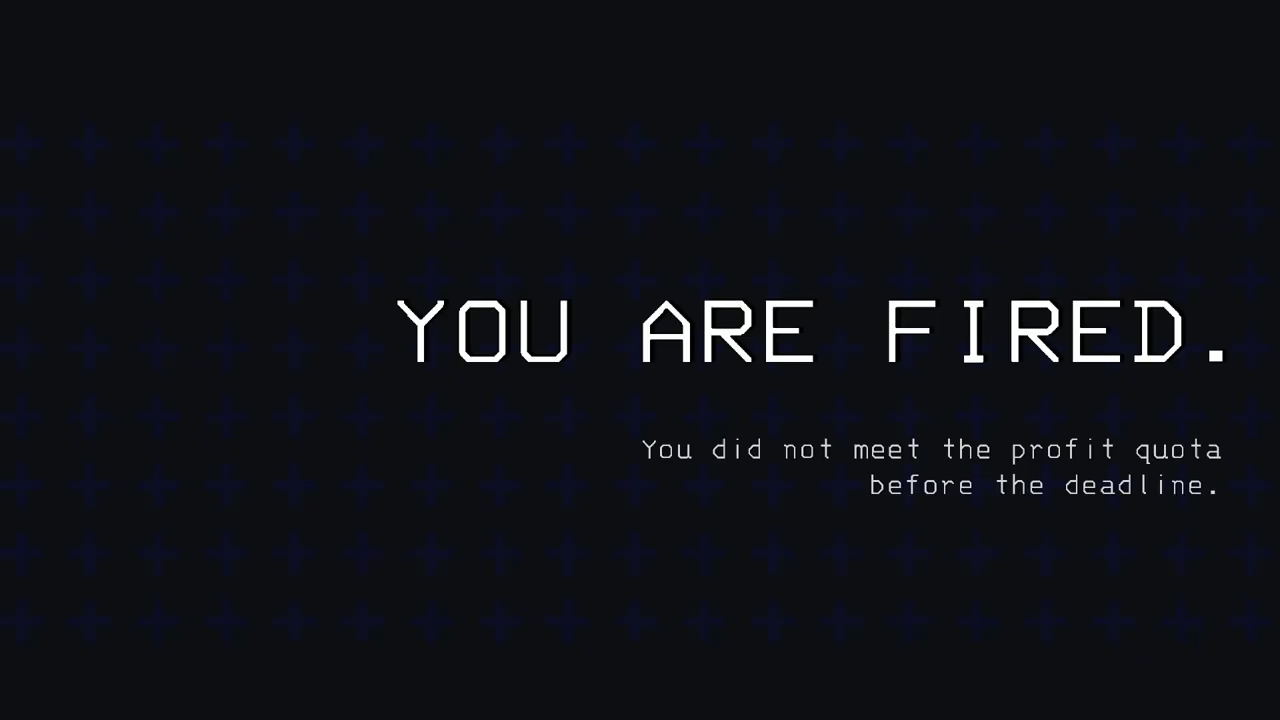 YOU ARE FIRED.
You did not meet the profit quota
before the deadline.